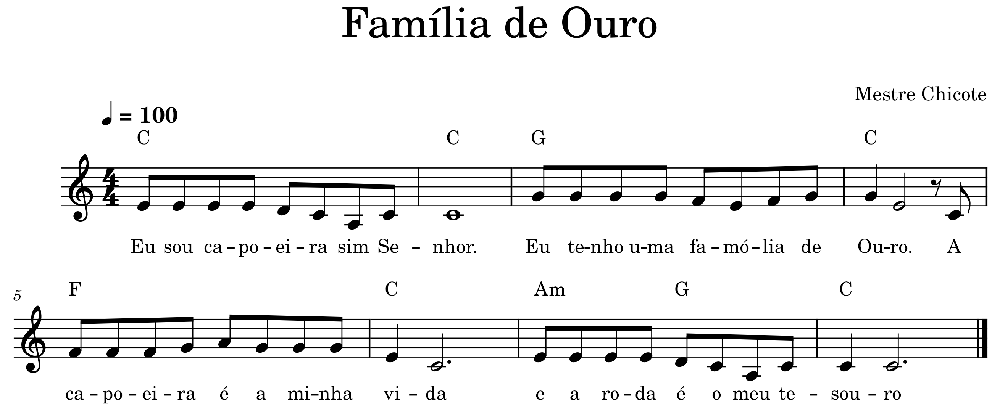 Família de Ouro
Mestre Chicote
= 100
C C G C
4
4
Eu sou ca – po – ei – ra sim Se – nhor. Eu te–nho u–ma fa – mó – lia de Ou–ro. A
5 F C Am G C
ca – po – ei – ra é a mi–nha vi – da e a ro – da é o meu te – sou – ro